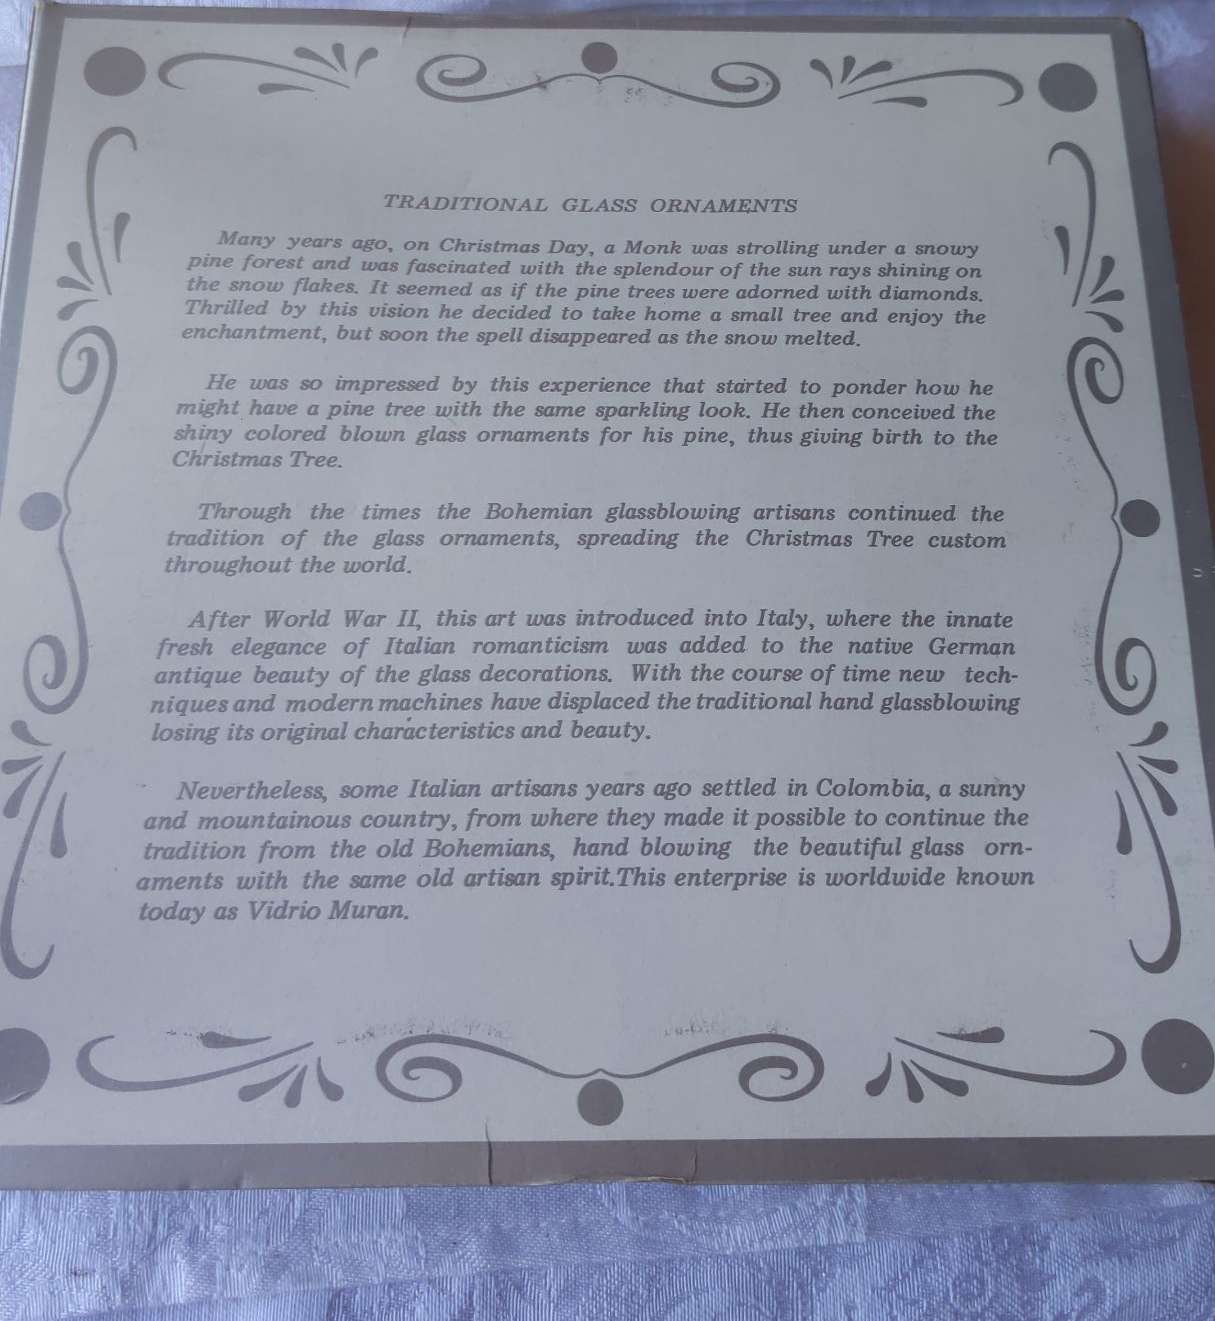 TRADITIONAL GLASS ORNAMENTS
Many years ago, on Christmas Day, a Monk was strolling under a snowy
pine forest and was fascinated with the splendour of the sun rays shining on
the snow flakes. It seemed as if the pine trees were adorned with diamonds.
Thrilled by this vision he decided to take home a small tree and enjoy the
enchantment, but soon the spell disappeared as the snow melted.
He was so impressed by this experience that started to ponder how he
might have a pine tree with the same sparkling look. He then conceived the
shiny colored blown glass ornaments for his pine, thus giving birth to the
Christmas Tree.
Through the times the Bohemian glassblowing artisans continued the
tradition of the glass ornaments, spreading the Christmas Tree custom
throughout the world.
After World War II, this art was introduced into Italy, where the innate
fresh elegance of Italian romanticism was added to the native German
antique beauty of the glass decorations. With the course of time new tech-
niques and modern machines have displaced the traditional hand glassblowing
losing its original characteristics and beauty.
Nevertheless, some Italian artisans years ago settled in Colombia, a sunny
and mountainous country, from where they made it possible to continue the
tradition from the old Bohemians, hand blowing the beautiful glass orn-
aments with the same old artisan spirit.This enterprise is worldwide known
today as Vidrio Muran.